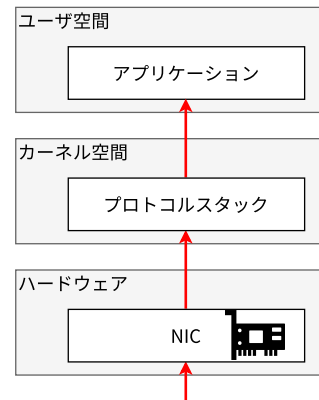 ユーザ空間
アプリケーション
カーネル空間
プロトコルスタック
ハードウェア
NIC